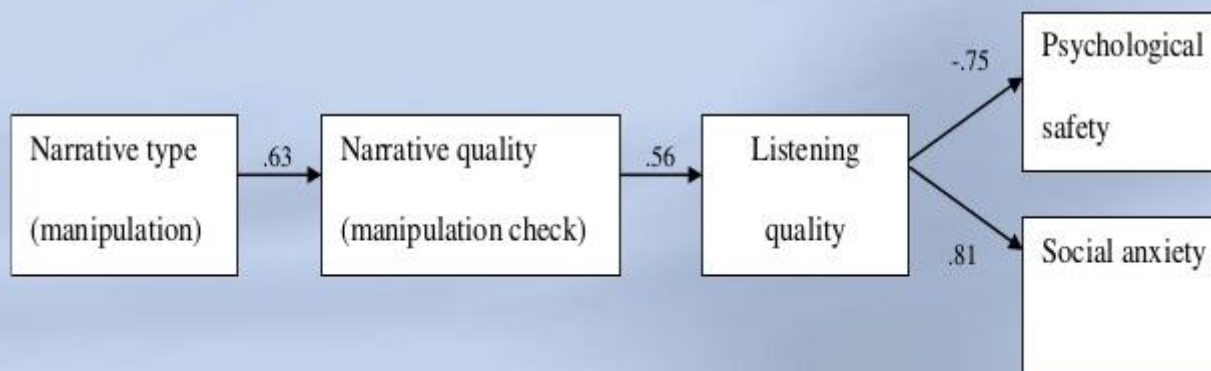 Narrative type
(manipulation)
.63
Narrative quality
(manipulation check)
.56
Listening
quality
-.75
Psychological
safety
.81
Social anxiety